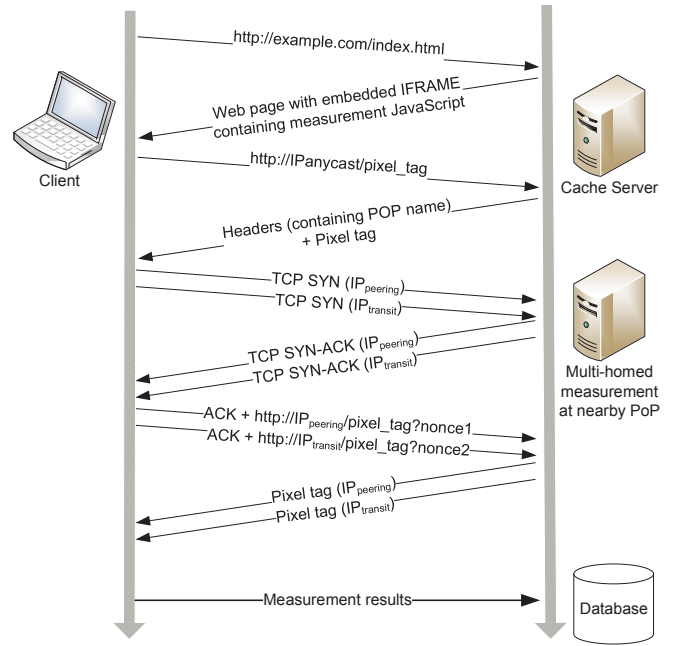 http://example.com/index.html
Web page with embedded IFRAME
containing measurement JavaScript
Client
http://IPanycast/pixel_tag
Cache Server
Headers (containing POP name)
+ Pixel tag
TCP SYN (IPpeering)
TCP SYN (IPtransit)
TCP SYN-ACK (IPpeering)
TCP SYN-ACK (IPtransit)
Multi-homed
measurement
at nearby PoP
ACK + http://IPpeering/pixel_tag?nonce1
ACK + http://IPtransit/pixel_tag?nonce2
Pixel tag (IPpeering)
Pixel tag (IPtransit)
Measurement results
Database